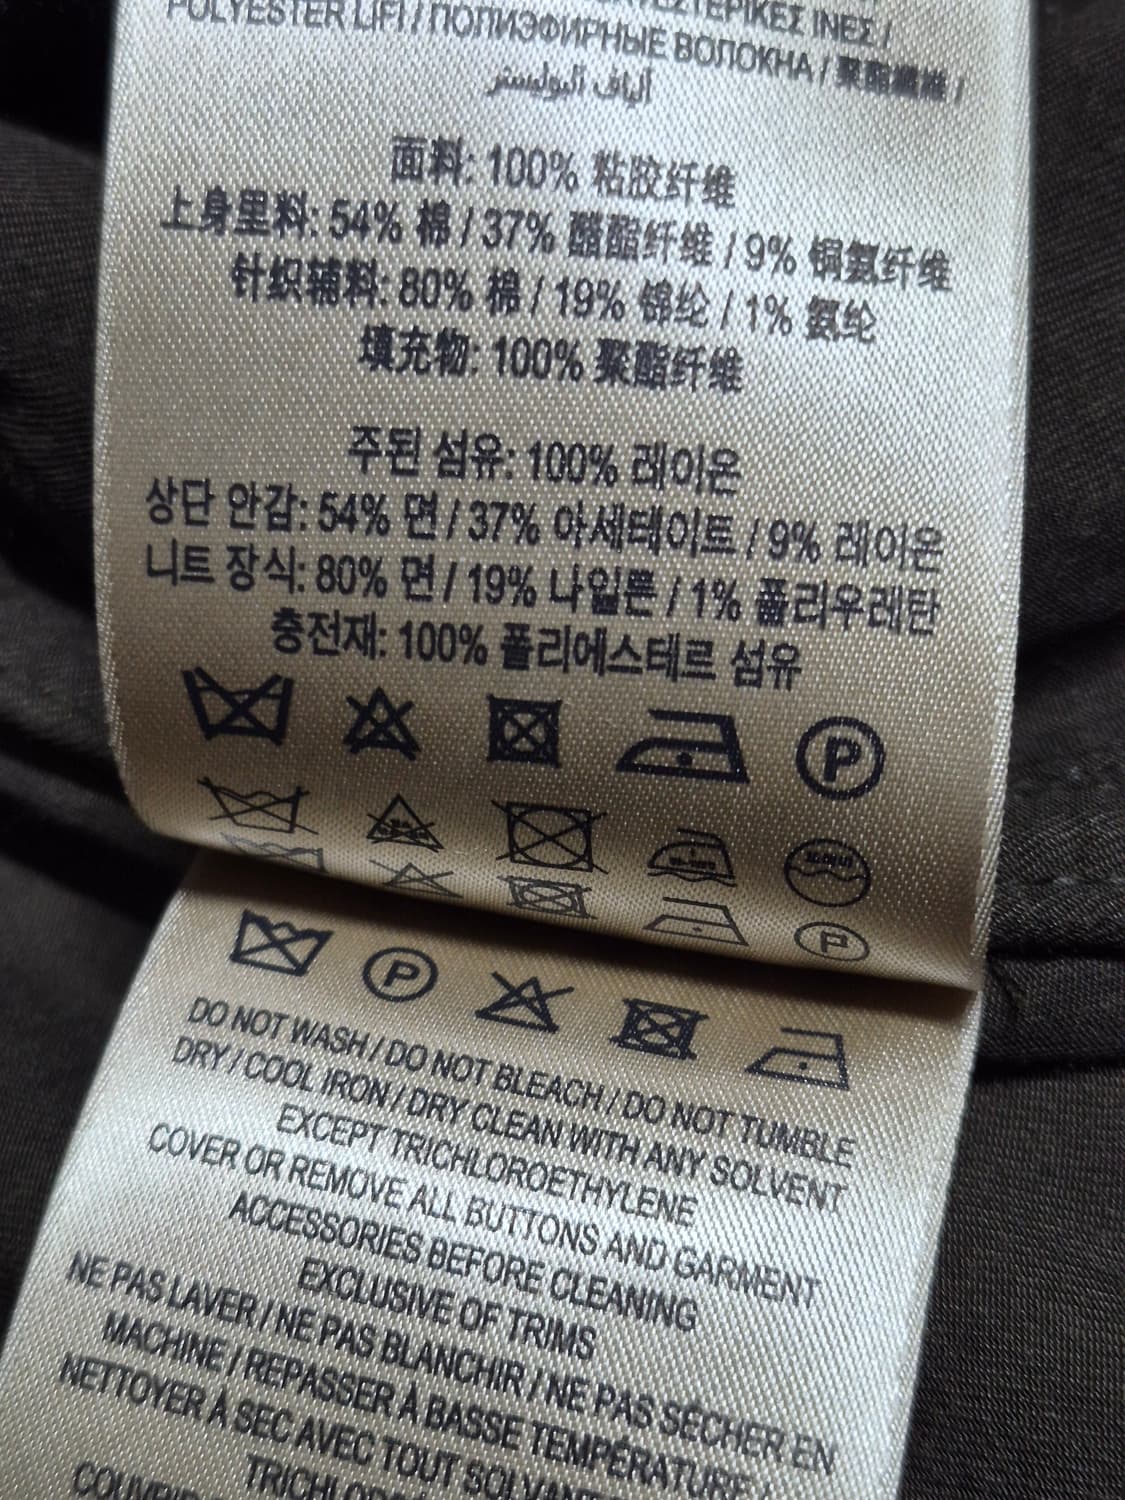 ΙΝΕΣ /
POLYESTER LIFI / ПОЛИЭФИРНЫЕ ВОЛОКНА / 聚酯纖維 /
ألياف البوليستر
面料: 100% 粘胶纤维
上身里料: 54% 棉 / 37% 醋酯纤维 / 9% 铜氨纤维
针织辅料: 80% 棉 / 19% 锦纶 / 1% 氨纶
填充物: 100% 聚酯纤维
주된 섬유: 100% 레이온
상단 안감: 54% 면 / 37% 아세테이트 / 9% 레이온
니트 장식: 80% 면 / 19% 나일론 / 1% 폴리우레탄
충전재: 100% 폴리에스테르 섬유
P
P
P
DO NOT WASH / DO NOT BLEACH / DO NOT TUMBLE
DRY / COOL IRON / DRY CLEAN WITH ANY SOLVENT
EXCEPT TRICHLOROETHYLENE
COVER OR REMOVE ALL BUTTONS AND GARMENT
ACCESSORIES BEFORE CLEANING
EXCLUSIVE OF TRIMS
NE PAS LAVER / NE PAS BLANCHIR / NE PAS SÉCHER EN
MACHINE / REPASSER À BASSE TEMPÉRATURE /
NETTOYER À SEC AVEC TOUT